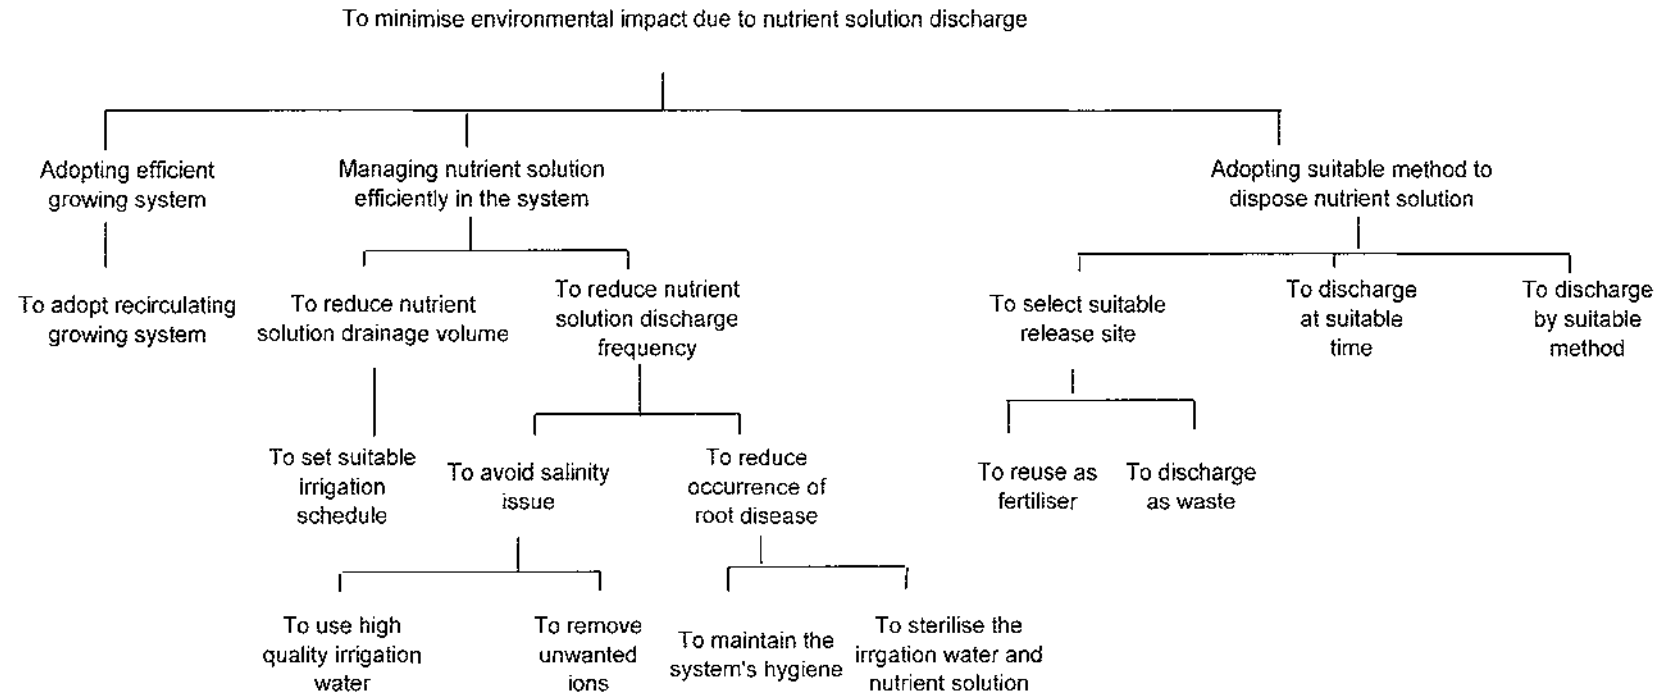 To minimise environmental impact due to nutrient solution discharge
Adopting efficient
growing system
Managing nutrient solution
efficiently in the system
Adopting suitable method to
dispose nutrient solution
To adopt recirculating
growing system
To reduce nutrient
solution drainage volume
To reduce nutrient
solution discharge
frequency
To select suitable
release site
To discharge
at suitable
time
To discharge
by suitable
method
To set suitable
irrigation
schedule
To avoid salinity
issue
To reduce
occurrence of
root disease
To reuse as
fertiliser
To discharge
as waste
To use high
quality irrigation
water
To remove
unwanted
ions
To maintain the
system's hygiene
To sterilise the
irrgation water and
nutrient solution